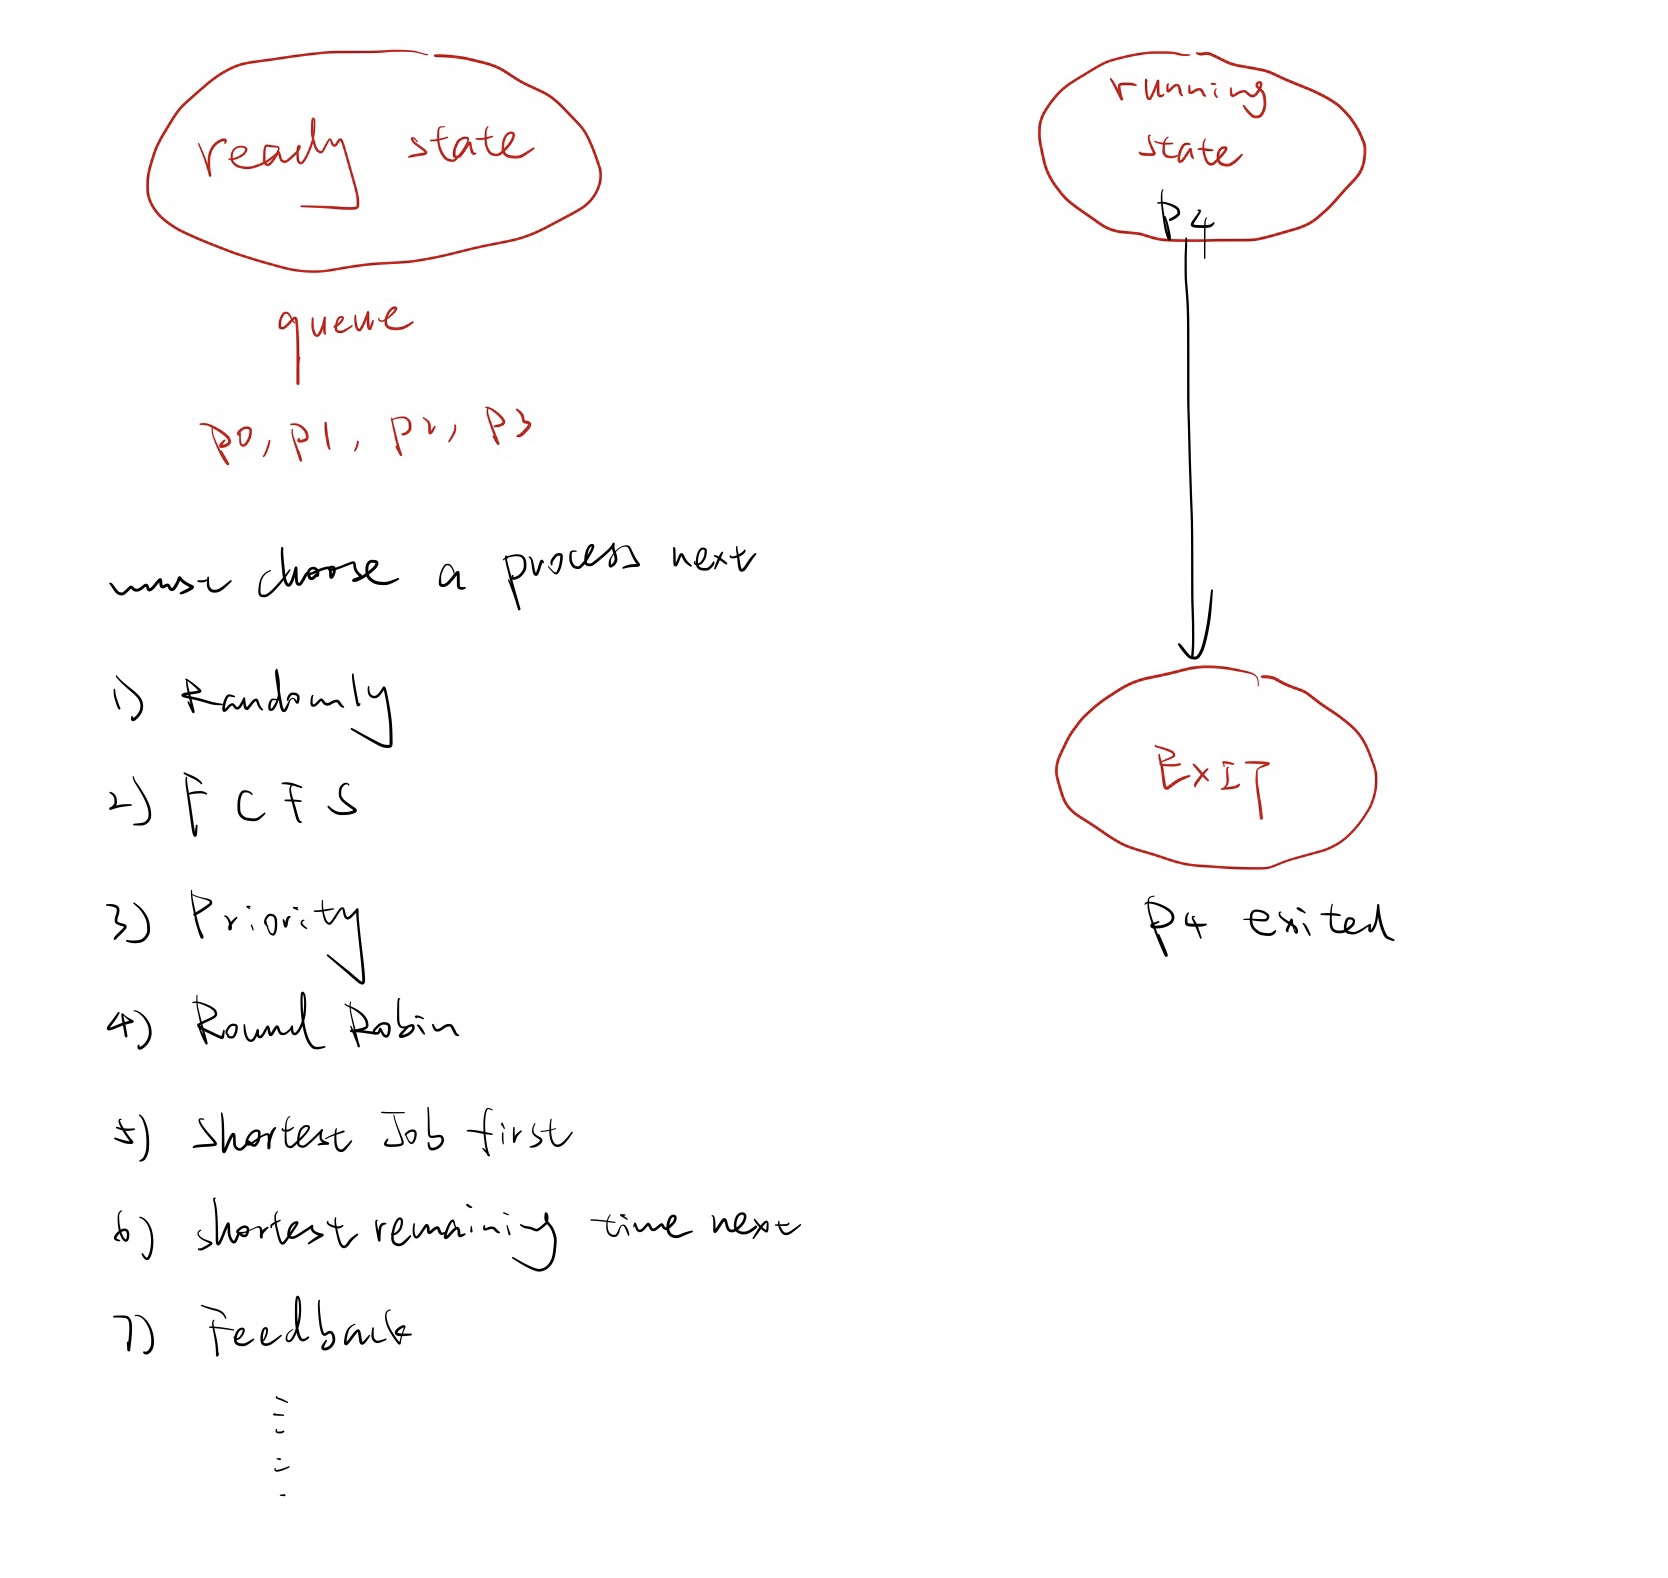 ready state
queue
P0, P1, P2, P3
must choose a process next
1) Randomly
2) F C F S
3) Priority
4) Round Robin
5) Shortest Job first
6) shortest remaining time next
7) Feedback
running
state
P4
EXIT
P4 exited